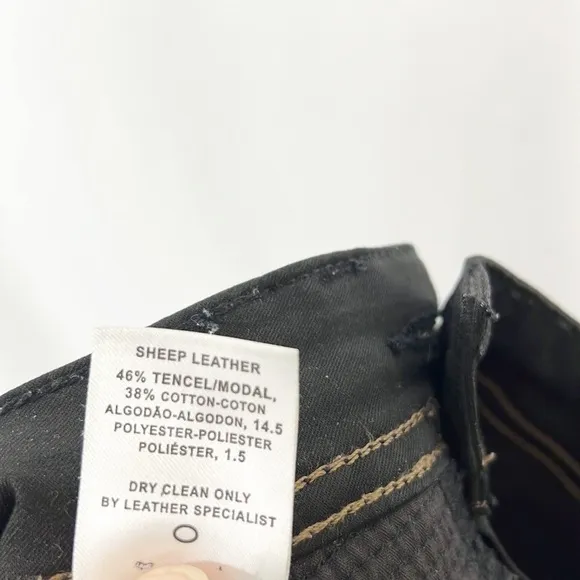 SHEEP LEATHER
46% TENCEL/MODAL,
38% COTTON-COTON
ALGODÃO-ALGODON, 14.5
POLYESTER-POLIESTER
POLIÉSTER, 1.5
DRY CLEAN ONLY
BY LEATHER SPECIALIST